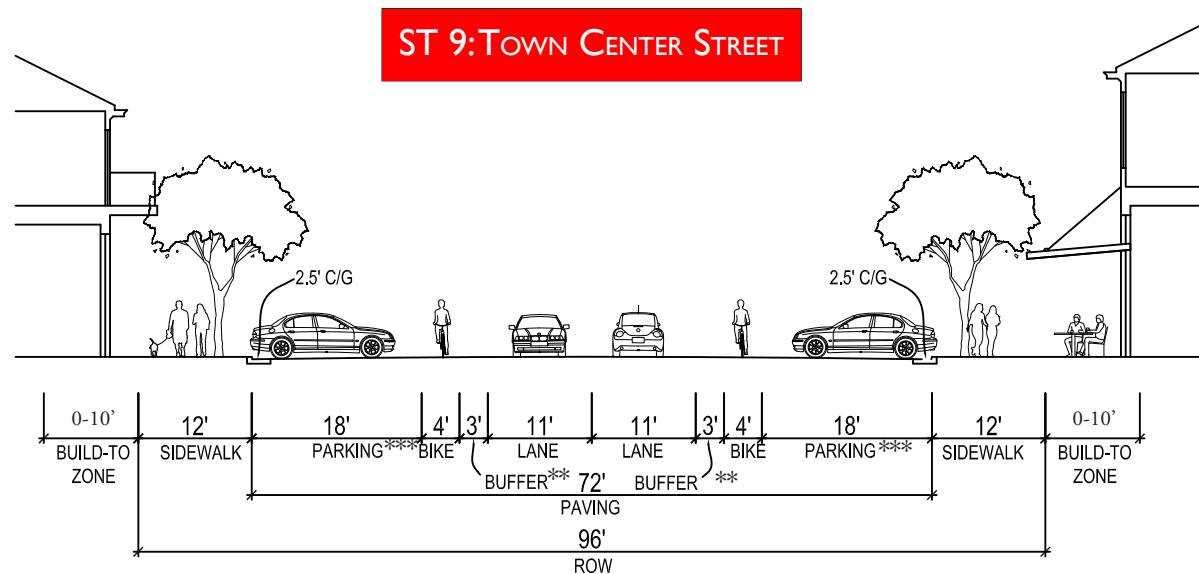 ST 9: TOWN CENTER STREET
2.5' C/G
2.5' C/G
0-10’ 12' 18' 4' 3' 11' 11' 3' 4' 18' 12' 0-10’
BUILD-TO ZONE SIDEWALK PARKING*** BIKE LANE LANE BIKE PARKING*** SIDEWALK BUILD-TO ZONE
BUFFER** 72' BUFFER **
PAVING
96'
ROW